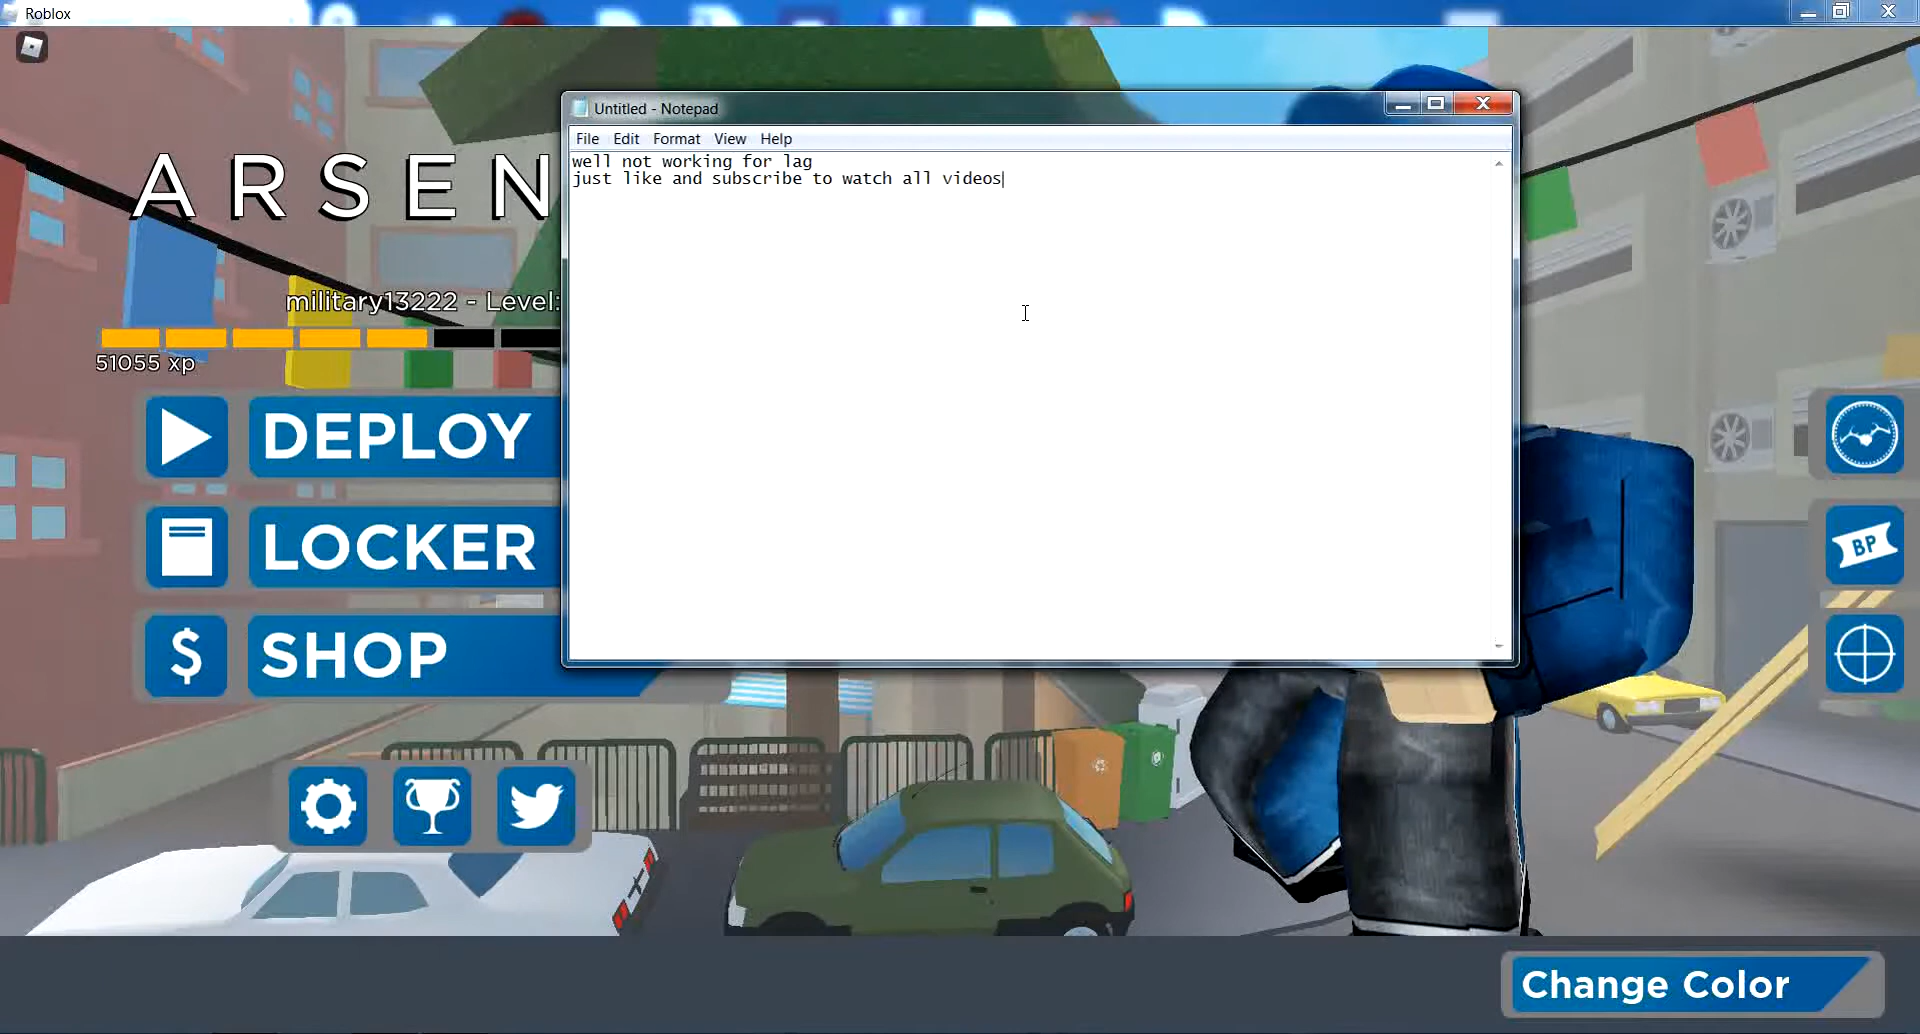 Roblox
Untitled - Notepad
File Edit Format View Help
well not working for lag
just like and subscribe to watch all videos
ARSEN
military13222 - Level:
51055 xp
DEPLOY
LOCKER
$ SHOP
BP
Change Color